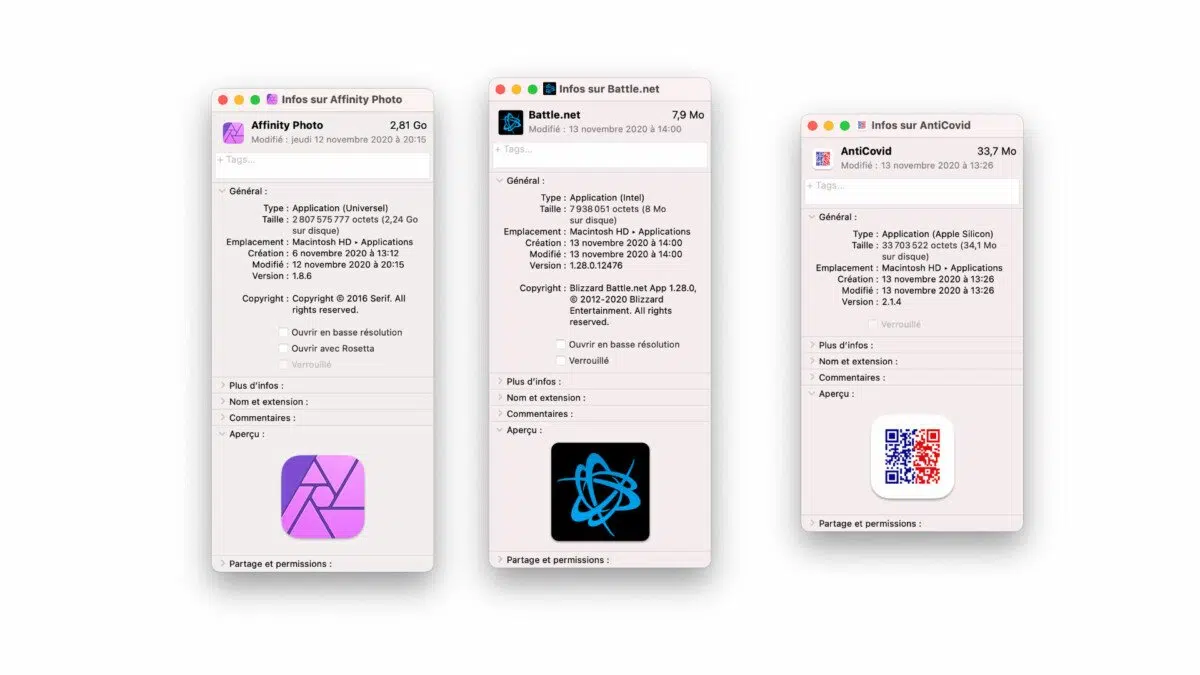 Infos sur Affinity Photo
Affinity Photo 2,81 Go
Modifié : jeudi 12 novembre 2020 à 20:15
+ Tags...
Général :
Type : Application (Universel)
Taille : 2 807 575 777 octets (2,24 Go
sur disque)
Emplacement : Macintosh HD • Applications
Création : 6 novembre 2020 à 13:12
Modifié : 12 novembre 2020 à 20:15
Version : 1.8.6
Copyright : Copyright © 2016 Serif. All
rights reserved.
Ouvrir en basse résolution
Ouvrir avec Rosetta
Verrouillé
Plus d'infos :
Nom et extension :
Commentaires :
Aperçu :
Partage et permissions :
Infos sur Battle.net
Battle.net 7,9 Mo
Modifié : 13 novembre 2020 à 14:00
+ Tags...
Général :
Type : Application (Intel)
Taille : 7 938 051 octets (8 Mo
sur disque)
Emplacement : Macintosh HD • Applications
Création : 13 novembre 2020 à 14:00
Modifié : 13 novembre 2020 à 14:00
Version : 1.28.0.12476
Copyright : Blizzard Battle.net App 1.28.0,
© 2012-2020 Blizzard
Entertainment. All rights
reserved.
Ouvrir en basse résolution
Verrouillé
Plus d'infos :
Nom et extension :
Commentaires :
Aperçu :
Partage et permissions :
Infos sur AntiCovid
AntiCovid 33,7 Mo
Modifié : 13 novembre 2020 à 13:26
+ Tags...
Général :
Type : Application (Apple Silicon)
Taille : 33 703 522 octets (34,1 Mo
sur disque)
Emplacement : Macintosh HD • Applications
Création : 13 novembre 2020 à 13:26
Modifié : 13 novembre 2020 à 13:26
Version : 2.1.4
Verrouillé
Plus d'infos :
Nom et extension :
Commentaires :
Aperçu :
Partage et permissions :